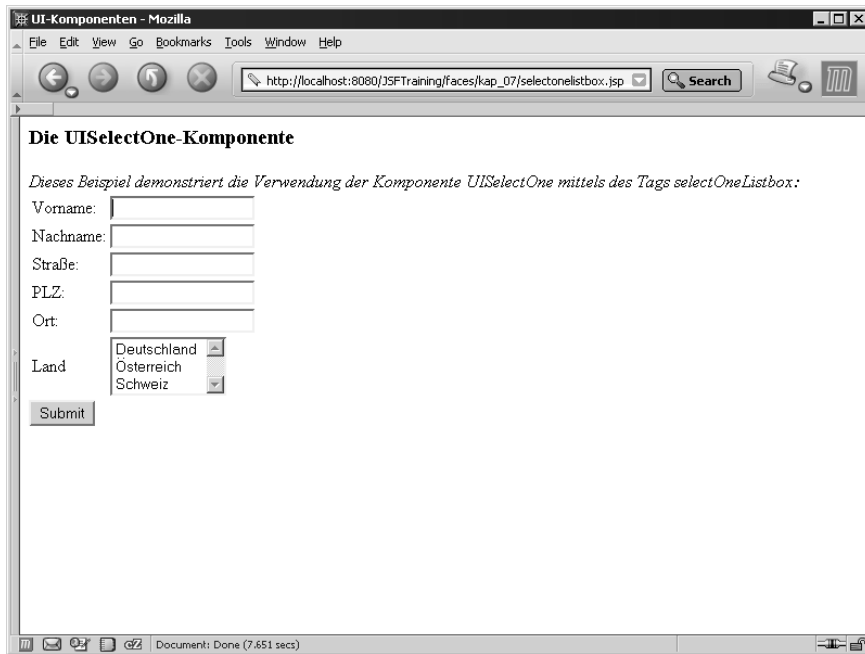 UI-Komponenten - Mozilla
File Edit View Go Bookmarks Tools Window Help
http://localhost:8080/JSFTraining/faces/kap_07/selectonelistbox.jsp Search
Die UISelectOne-Komponente
Dieses Beispiel demonstriert die Verwendung der Komponente UISelectOne mittels des Tags selectOneListbox:
Vorname:
Nachname:
Straße:
PLZ:
Ort:
Land
Deutschland
Österreich
Schweiz
Submit
Document: Done (7.651 secs)